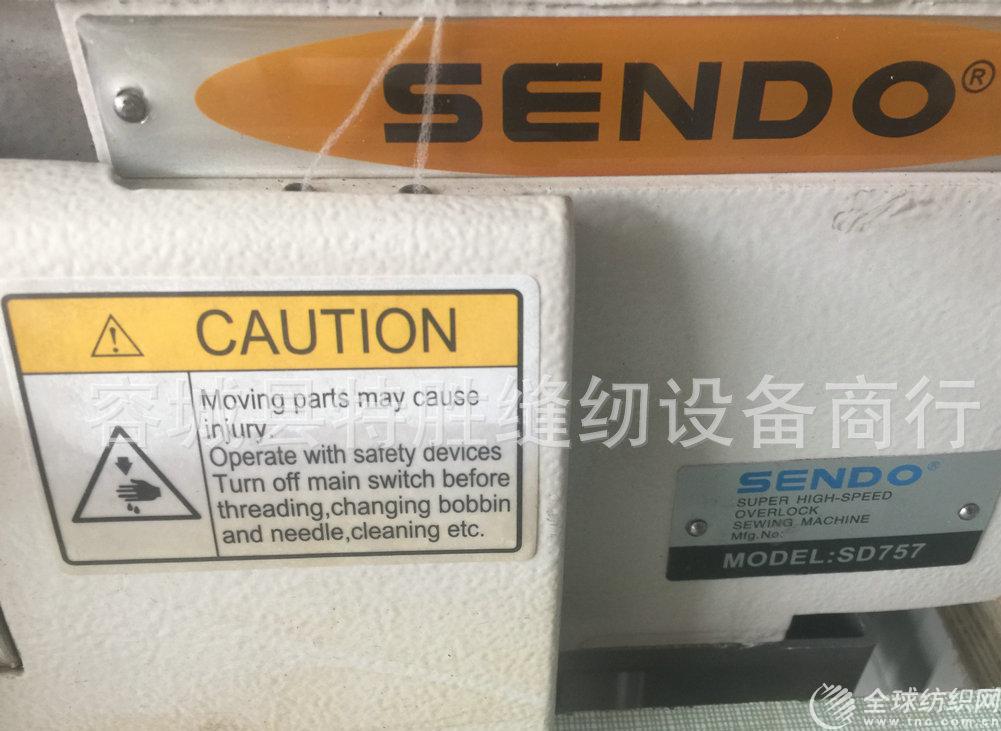 SENDO®
CAUTION
Moving parts may cause
injury.
Operate with safety devices
Turn off main switch before
threading,changing bobbin
and needle,cleaning etc.
容城县特胜缝纫设备商行
SENDO®
SUPER HIGH-SPEED
OVERLOCK
SEWING MACHINE
Mfg.No:
MODEL:SD757
全球纺织网
www.tnc.com.cn